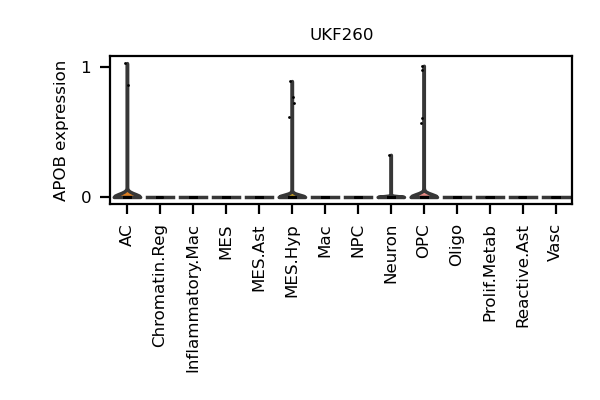 UKF260
APOB expression
1
0
AC
Chromatin.Reg
Inflammatory.Mac
MES
MES.Ast
MES.Hyp
Mac
NPC
Neuron
OPC
Oligo
Prolif.Metab
Reactive.Ast
Vasc